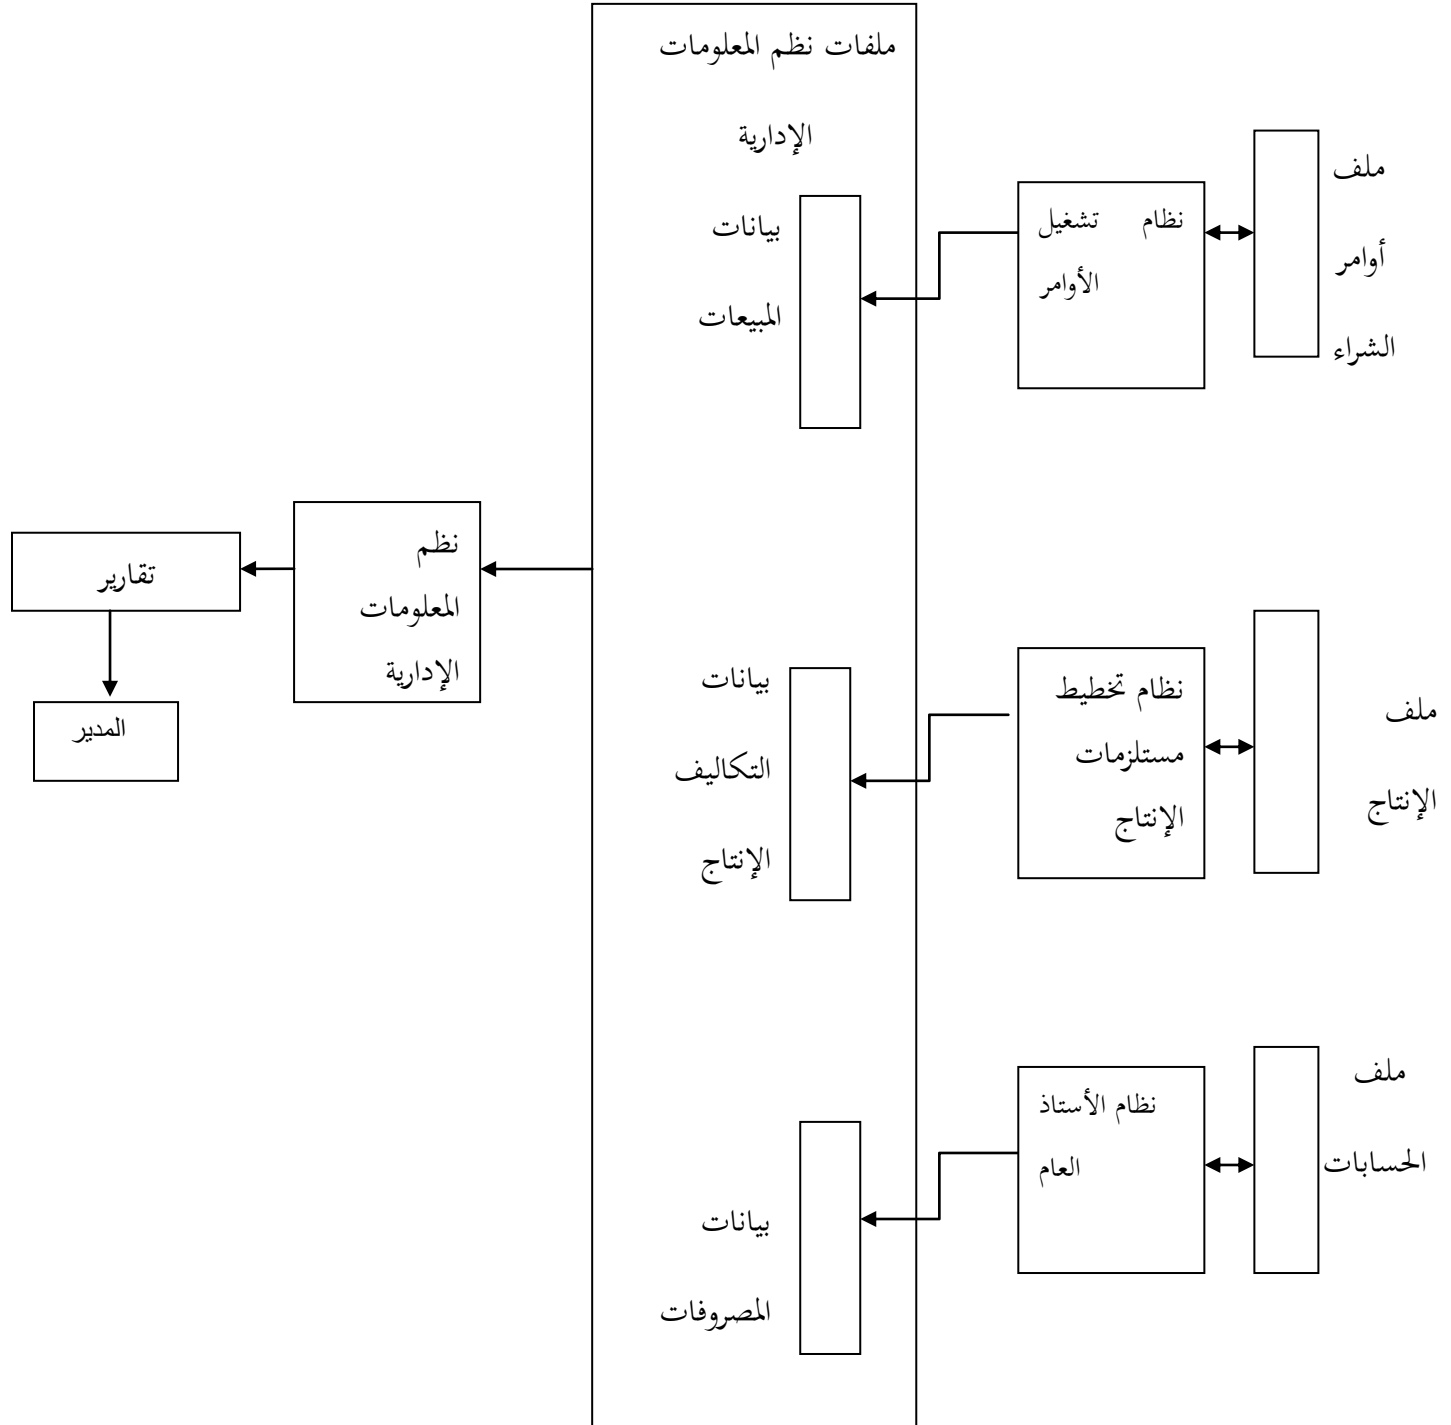 ملفات نظم المعلومات
الإدارية
ملف
أوامر
الشراء
نظام تشغيل
الأوامر
بيانات
المبيعات
نظم
المعلومات
الإدارية
تقارير
المدير
ملف
الإنتاج
نظام تخطيط
مستلزمات
الإنتاج
بيانات
التكاليف
الإنتاج
ملف
الحسابات
نظام الأستاذ
العام
بيانات
المصروفات